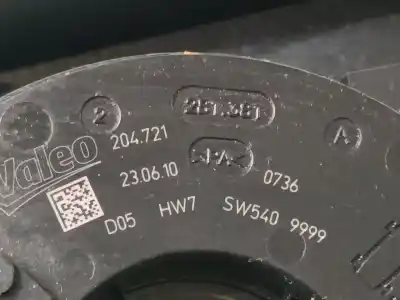 2
251.381
A
Valeo
204.721
>PA<
23.06.10
0736
D05 HW7 SW540 9999